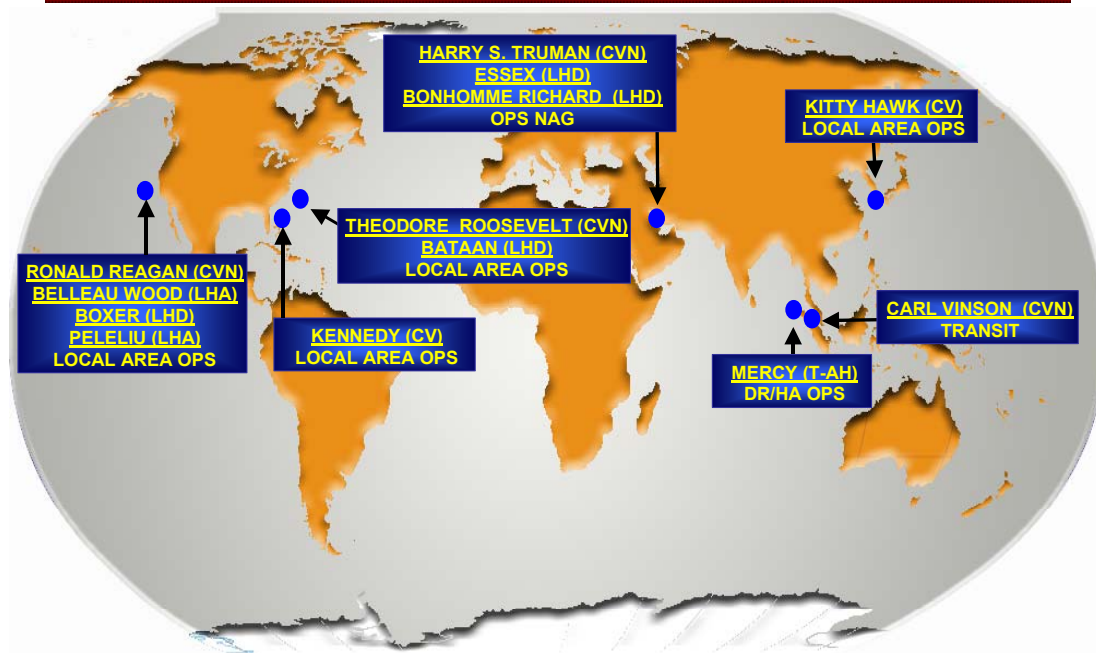 HARRY S. TRUMAN (CVN)
ESSEX (LHD)
BONHOMME RICHARD (LHD)
OPS NAG
KITTY HAWK (CV)
LOCAL AREA OPS
THEODORE ROOSEVELT (CVN)
BATAAN (LHD)
LOCAL AREA OPS
RONALD REAGAN (CVN)
BELLEAU WOOD (LHA)
BOXER (LHD)
PELELIU (LHA)
LOCAL AREA OPS
KENNEDY (CV)
LOCAL AREA OPS
CARL VINSON (CVN)
TRANSIT
MERCY (T-AH)
DR/HA OPS